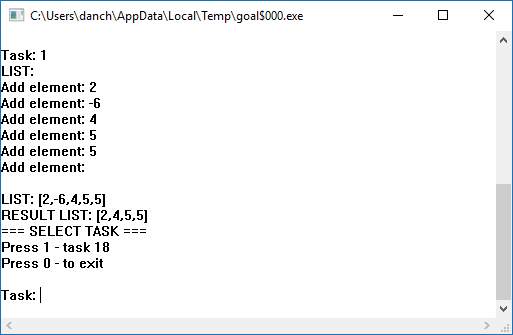 C:\Users\danch\AppData\Local\Temp\goal$000.exe
Task: 1
LIST:
Add element: 2
Add element: -6
Add element: 4
Add element: 5
Add element: 5
Add element:
LIST: [2,-6,4,5,5]
RESULT LIST: [2,4,5,5]
=== SELECT TASK ===
Press 1 - task 18
Press 0 - to exit
Task: